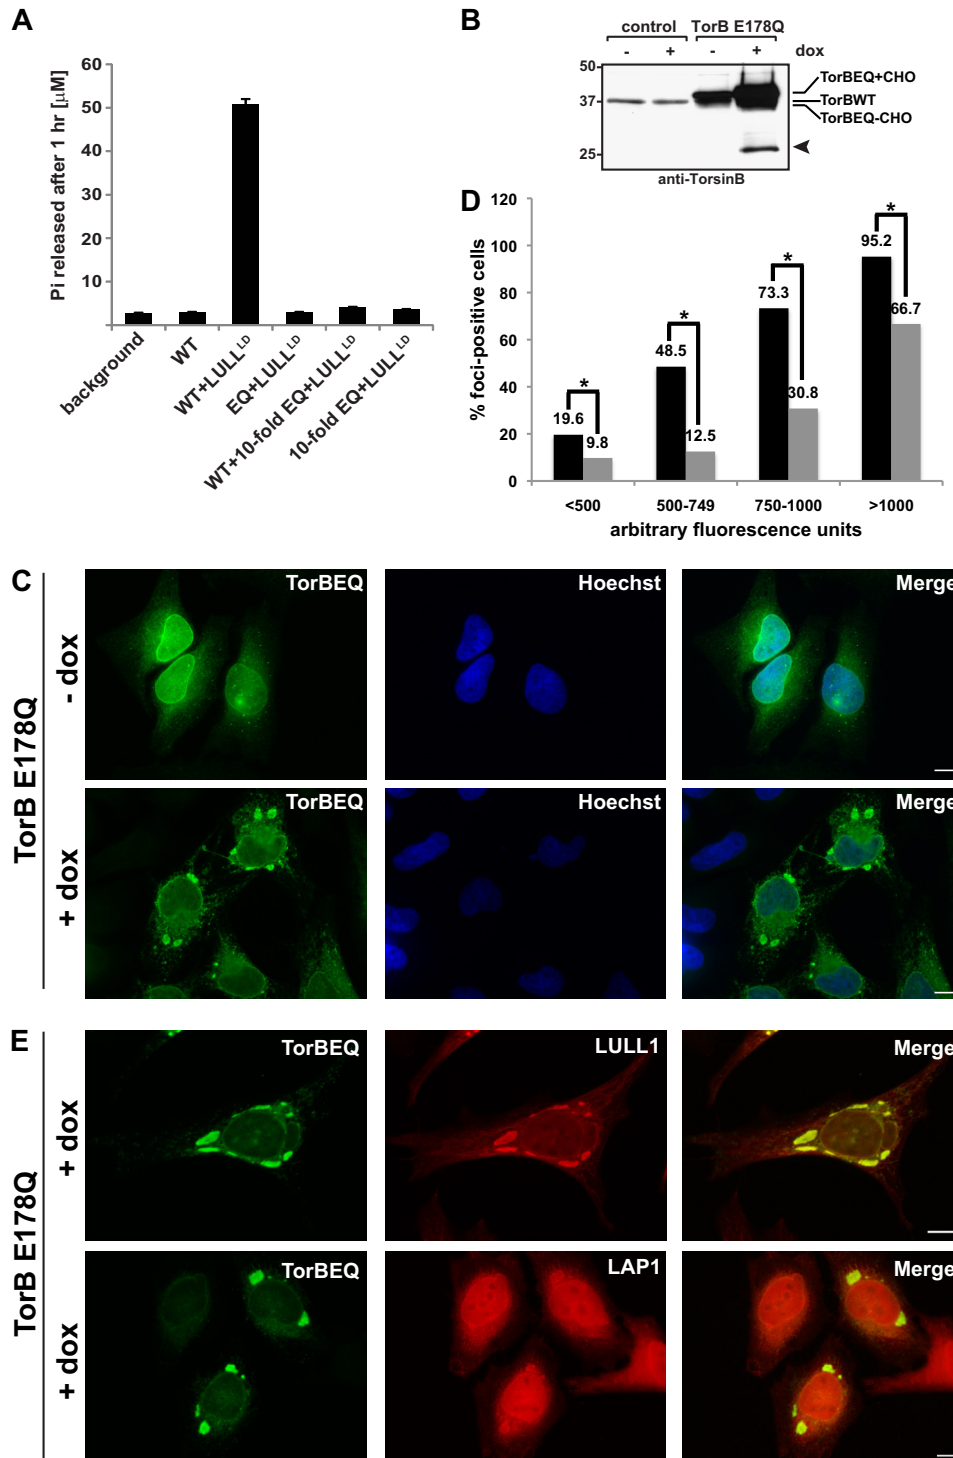 A
Pi released after 1 hr [µM]
60
50
40
30
20
10
background
WT
WT+LULL^LD
EQ+LULL^LD
WT+10-fold EQ+LULL^LD
10-fold EQ+LULL^LD
B
control TorB E178Q
- + - + dox
50
37
25
TorBEQ+CHO
TorBWT
TorBEQ-CHO
anti-TorsinB
D
% foci-positive cells
120
100
80
60
40
20
0
19.6
9.8
*
48.5
12.5
*
73.3
30.8
*
95.2
66.7
*
<500 500-749 750-1000 >1000
arbitrary fluorescence units
C
TorB E178Q
- dox
TorBEQ
Hoechst
Merge
+ dox
TorBEQ
Hoechst
Merge
E
TorB E178Q
+ dox
TorBEQ
LULL1
Merge
+ dox
TorBEQ
LAP1
Merge